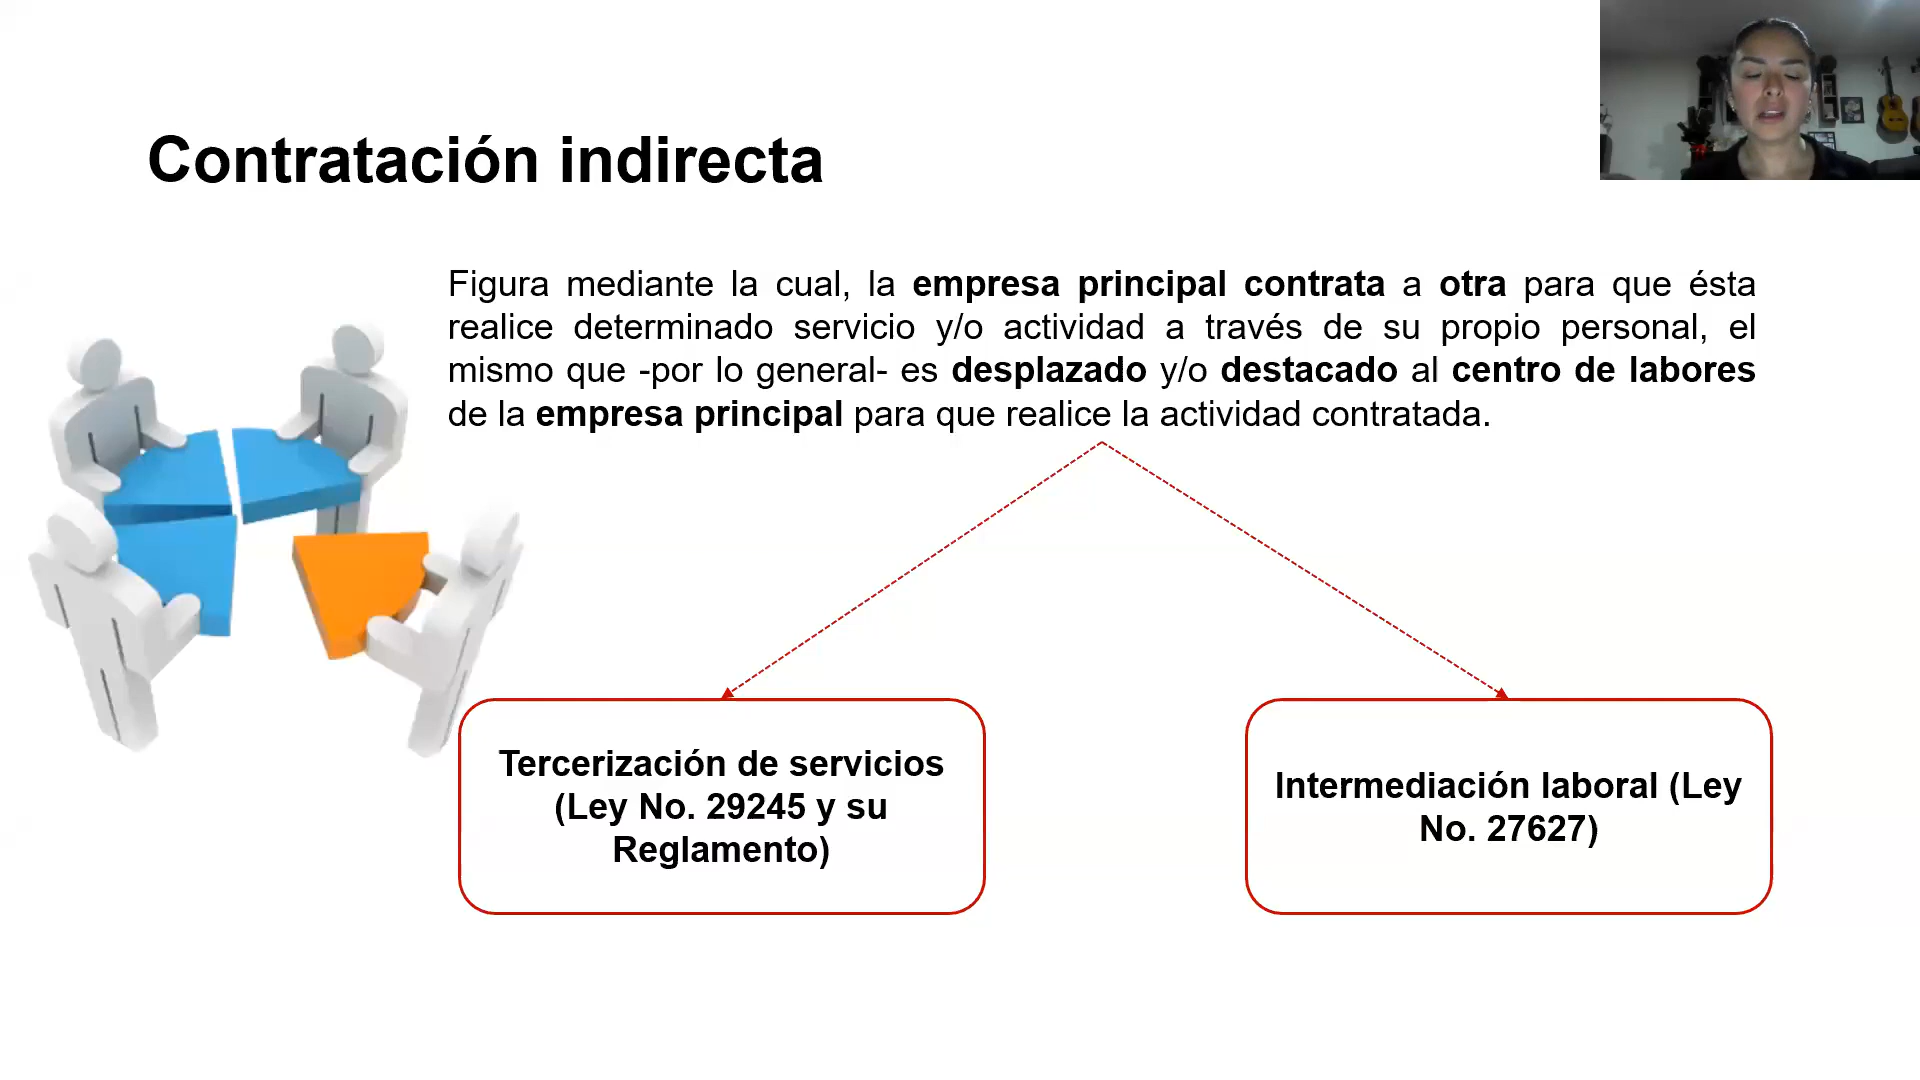 Contratación indirecta
Figura mediante la cual, la empresa principal contrata a otra para que ésta
realice determinado servicio y/o actividad a través de su propio personal, el
mismo que -por lo general- es desplazado y/o destacado al centro de labores
de la empresa principal para que realice la actividad contratada.
Tercerización de servicios
(Ley No. 29245 y su
Reglamento)
Intermediación laboral (Ley
No. 27627)